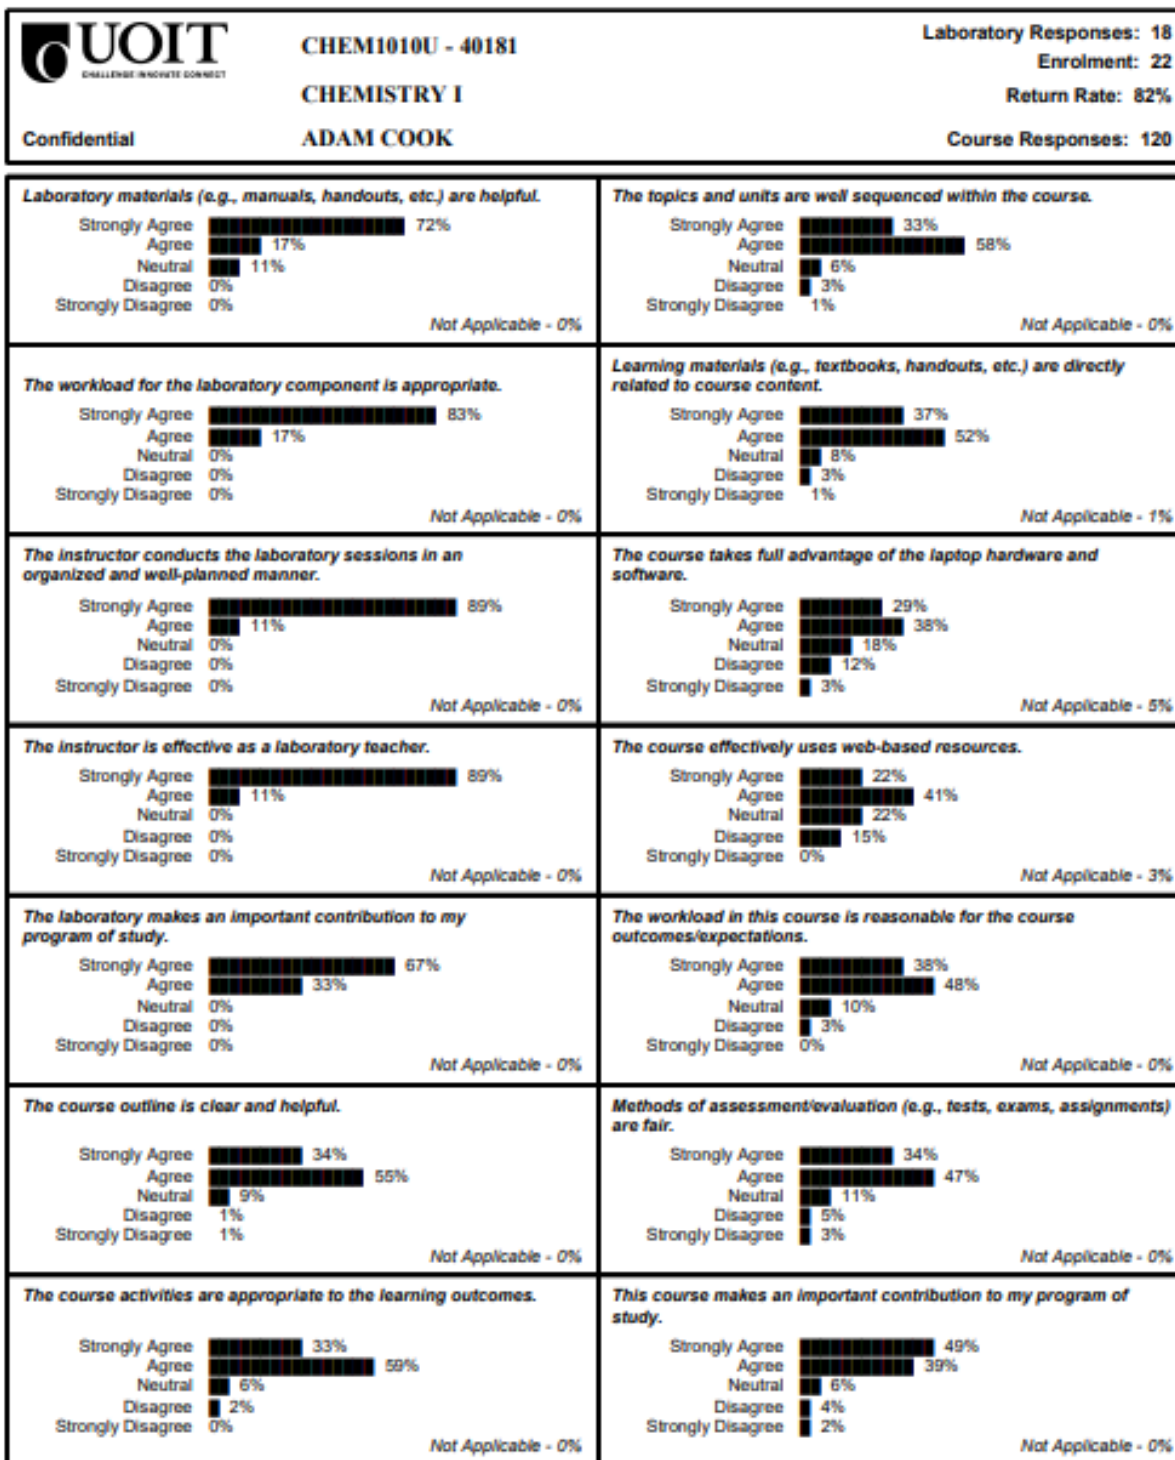 UOIT
CHALLENGE INNOVATE CONNECT
CHEM1010U - 40181
CHEMISTRY I
Confidential
ADAM COOK
Laboratory Responses: 18
Enrolment: 22
Return Rate: 82%
Course Responses: 120
Laboratory materials (e.g., manuals, handouts, etc.) are helpful.
Strongly Agree 72%
Agree 17%
Neutral 11%
Disagree 0%
Strongly Disagree 0%
Not Applicable - 0%
The workload for the laboratory component is appropriate.
Strongly Agree 83%
Agree 17%
Neutral 0%
Disagree 0%
Strongly Disagree 0%
Not Applicable - 0%
The instructor conducts the laboratory sessions in an
organized and well-planned manner.
Strongly Agree 89%
Agree 11%
Neutral 0%
Disagree 0%
Strongly Disagree 0%
Not Applicable - 0%
The instructor is effective as a laboratory teacher.
Strongly Agree 89%
Agree 11%
Neutral 0%
Disagree 0%
Strongly Disagree 0%
Not Applicable - 0%
The laboratory makes an important contribution to my
program of study.
Strongly Agree 67%
Agree 33%
Neutral 0%
Disagree 0%
Strongly Disagree 0%
Not Applicable - 0%
The course outline is clear and helpful.
Strongly Agree 34%
Agree 55%
Neutral 9%
Disagree 1%
Strongly Disagree 1%
Not Applicable - 0%
The course activities are appropriate to the learning outcomes.
Strongly Agree 33%
Agree 59%
Neutral 6%
Disagree 2%
Strongly Disagree 0%
Not Applicable - 0%
The topics and units are well sequenced within the course.
Strongly Agree 33%
Agree 58%
Neutral 6%
Disagree 3%
Strongly Disagree 1%
Not Applicable - 0%
Learning materials (e.g., textbooks, handouts, etc.) are directly
related to course content.
Strongly Agree 37%
Agree 52%
Neutral 8%
Disagree 3%
Strongly Disagree 1%
Not Applicable - 1%
The course takes full advantage of the laptop hardware and
software.
Strongly Agree 29%
Agree 38%
Neutral 18%
Disagree 12%
Strongly Disagree 3%
Not Applicable - 5%
The course effectively uses web-based resources.
Strongly Agree 22%
Agree 41%
Neutral 22%
Disagree 15%
Strongly Disagree 0%
Not Applicable - 3%
The workload in this course is reasonable for the course
outcomes/expectations.
Strongly Agree 38%
Agree 48%
Neutral 10%
Disagree 3%
Strongly Disagree 0%
Not Applicable - 0%
Methods of assessment/evaluation (e.g., tests, exams, assignments)
are fair.
Strongly Agree 34%
Agree 47%
Neutral 11%
Disagree 5%
Strongly Disagree 3%
Not Applicable - 0%
This course makes an important contribution to my program of
study.
Strongly Agree 49%
Agree 39%
Neutral 6%
Disagree 4%
Strongly Disagree 2%
Not Applicable - 0%